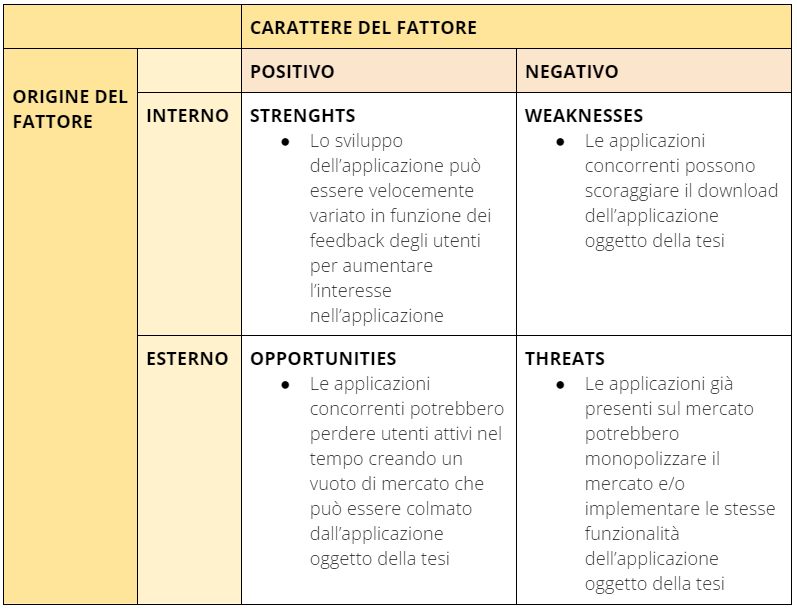 CARATTERE DEL FATTORE
ORIGINE DEL
FATTORE
POSITIVO
NEGATIVO
INTERNO
STRENGHTS
● Lo sviluppo
dell’applicazione può
essere velocemente
variato in funzione dei
feedback degli utenti
per aumentare
l’interesse
nell’applicazione
WEAKNESSES
● Le applicazioni
concorrenti possono
scoraggiare il download
dell’applicazione
oggetto della tesi
ESTERNO
OPPORTUNITIES
● Le applicazioni
concorrenti potrebbero
perdere utenti attivi nel
tempo creando un
vuoto di mercato che
può essere colmato
dall’applicazione
oggetto della tesi
THREATS
● Le applicazioni già
presenti sul mercato
potrebbero
monopolizzare il
mercato e/o
implementare le stesse
funzionalità
dell’applicazione
oggetto della tesi